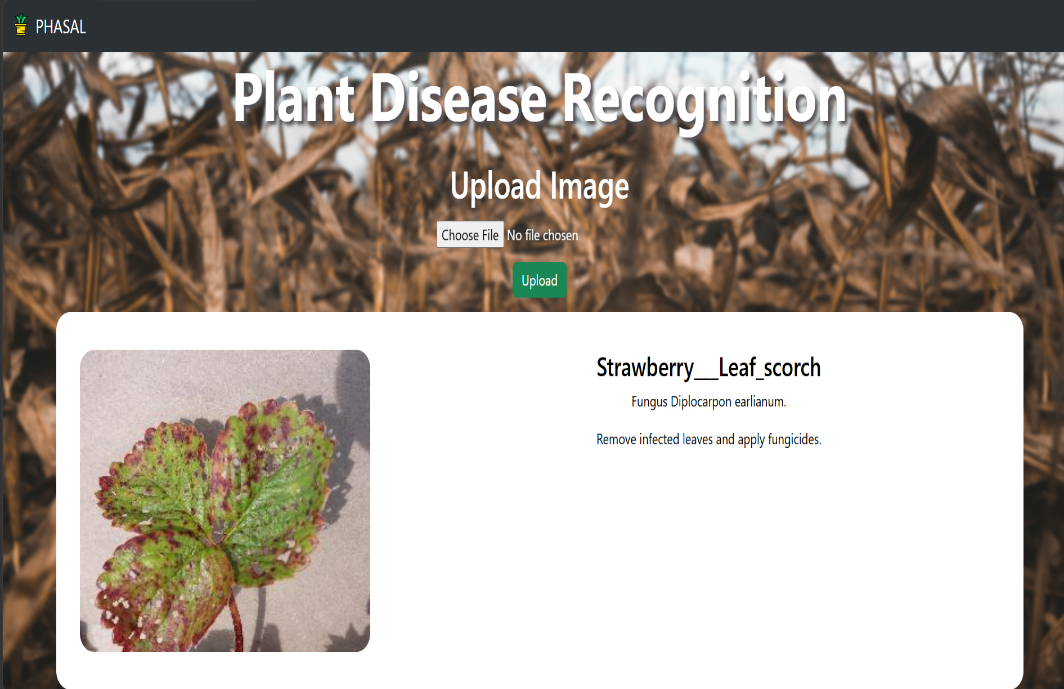 PHASAL
Plant Disease Recognition
Upload Image
Choose File No file chosen
Upload
Strawberry___Leaf_scorch
Fungus Diplocarpon earlianum.
Remove infected leaves and apply fungicides.